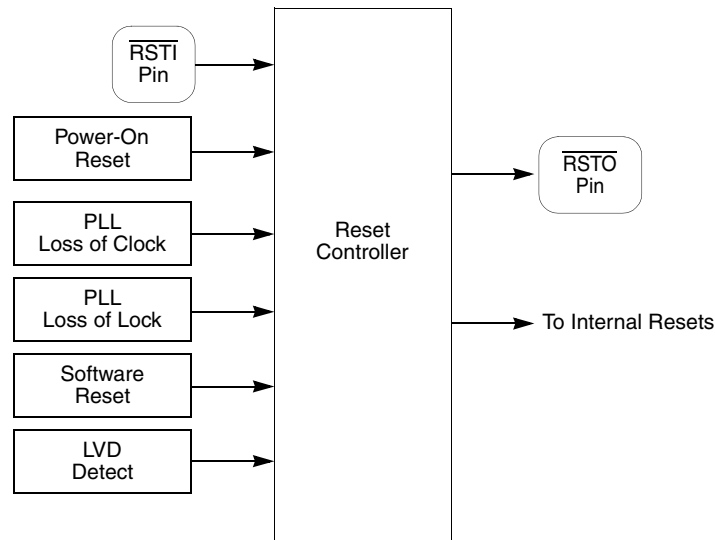 RSTI
Pin
Power-On
Reset
PLL
Loss of Clock
PLL
Loss of Lock
Software
Reset
LVD
Detect
Reset
Controller
RSTO
Pin
To Internal Resets